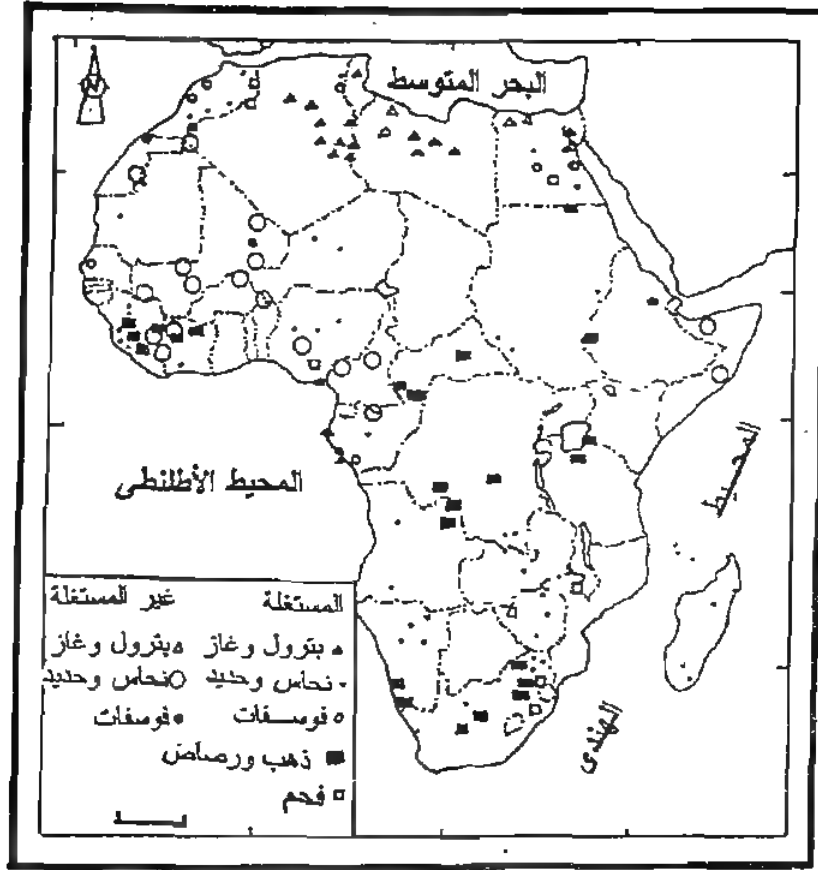 البحر المتوسط
المحيط
المحيط الأطلنطى
الهندى
المستغلة غير المستغلة
بترول وغاز بترول وغاز
نحاس وحديد نحاس وحديد
فوسفات فوسفات
ذهب ورصاص
فحم